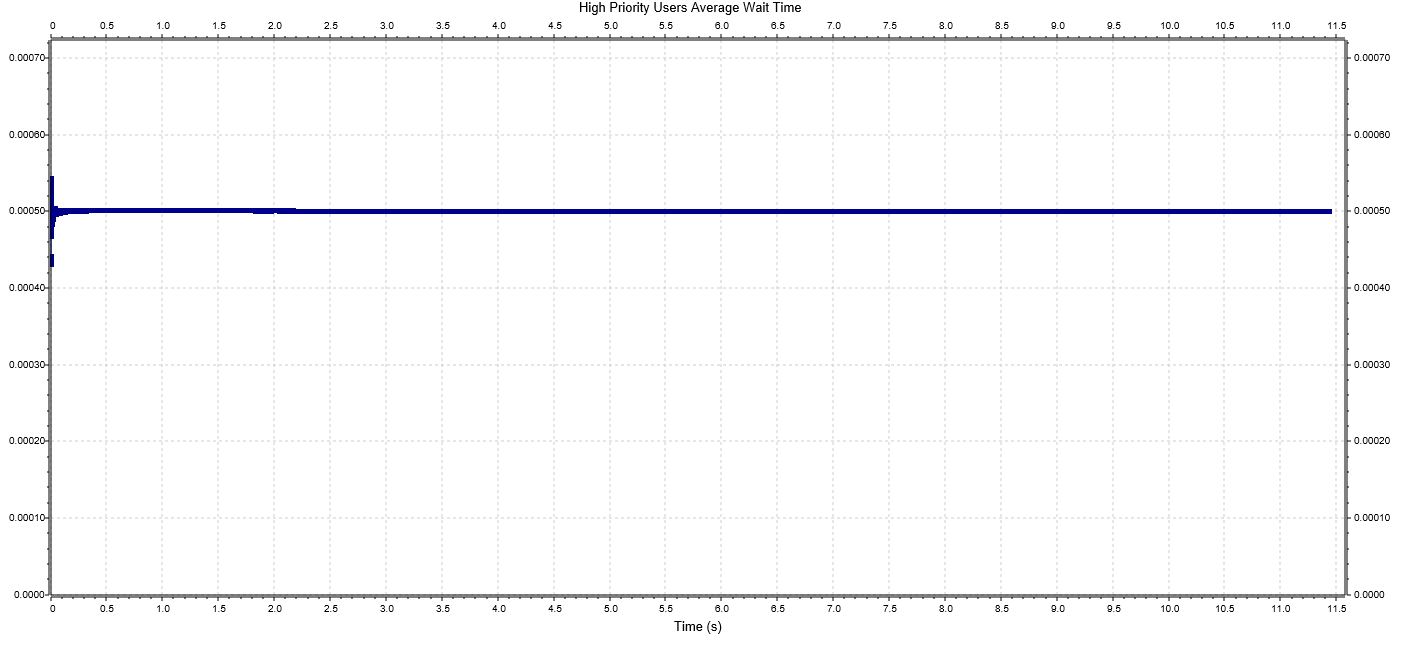 High Priority Users Average Wait Time
0 0.5 1.0 1.5 2.0 2.5 3.0 3.5 4.0 4.5 5.0 5.5 6.0 6.5 7.0 7.5 8.0 8.5 9.0 9.5 10.0 10.5 11.0 11.5
0.00070 0.00070
0.00060 0.00060
0.00050 0.00050
0.00040 0.00040
0.00030 0.00030
0.00020 0.00020
0.00010 0.00010
0.0000 0.0000
0 0.5 1.0 1.5 2.0 2.5 3.0 3.5 4.0 4.5 5.0 5.5 6.0 6.5 7.0 7.5 8.0 8.5 9.0 9.5 10.0 10.5 11.0 11.5
Time (s)